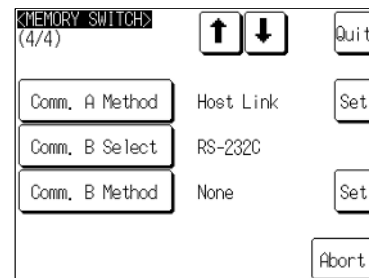 <MEMORY SWITCH>
(4/4) Quit
Comm. A Method Host Link Set
Comm. B Select RS-232C
Comm. B Method None Set
Abort